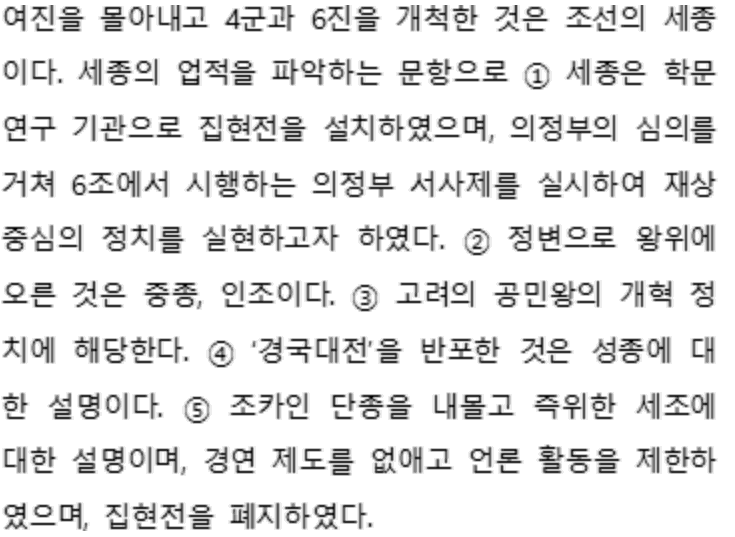 여진을 몰아내고 4군과 6진을 개척한 것은 조선의 세종
이다. 세종의 업적을 파악하는 문항으로 ① 세종은 학문
연구 기관으로 집현전을 설치하였으며, 의정부의 심의를
거쳐 6조에서 시행하는 의정부 서사제를 실시하여 재상
중심의 정치를 실현하고자 하였다. ② 정변으로 왕위에
오른 것은 중종, 인조이다. ③ 고려의 공민왕의 개혁 정
치에 해당한다. ④ ‘경국대전’을 반포한 것은 성종에 대
한 설명이다. ⑤ 조카인 단종을 내몰고 즉위한 세조에
대한 설명이며, 경연 제도를 없애고 언론 활동을 제한하
였으며, 집현전을 폐지하였다.